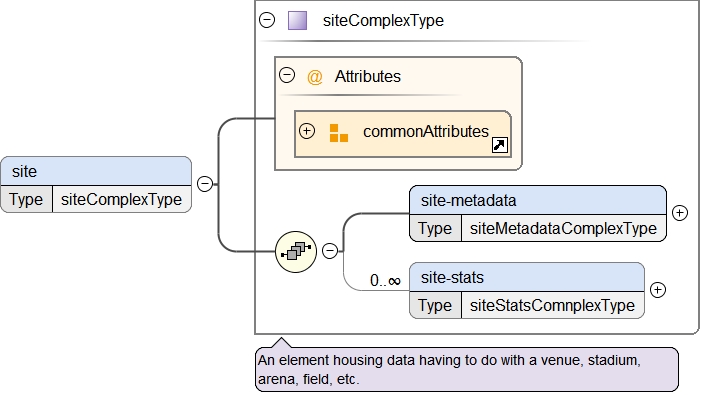 siteComplexType
@ Attributes
commonAttributes
site
Type siteComplexType
site-metadata
Type siteMetadataComplexType
0..∞
site-stats
Type siteStatsComnplexType
An element housing data having to do with a venue, stadium,
arena, field, etc.